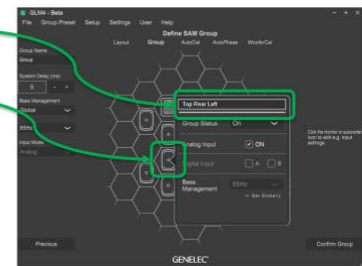 GLM4 - Beta
File Group Preset Setup Settings User Help
Define SAM Group
Layout Group AutoCal AutoPhase WooferCal
Group Name
Group
System Delay (ms)
0 - +
Bass Management
Global
85Hz
Input Mode
Analog
Top Rear Left
Group Status On
Analog Input ON
Digital Input A B
Bass Management 85Hz
← Set Globally
Click the monitor or subwoofer icon to edit e.g. input settings.
Previous
Confirm Group
GENELEC